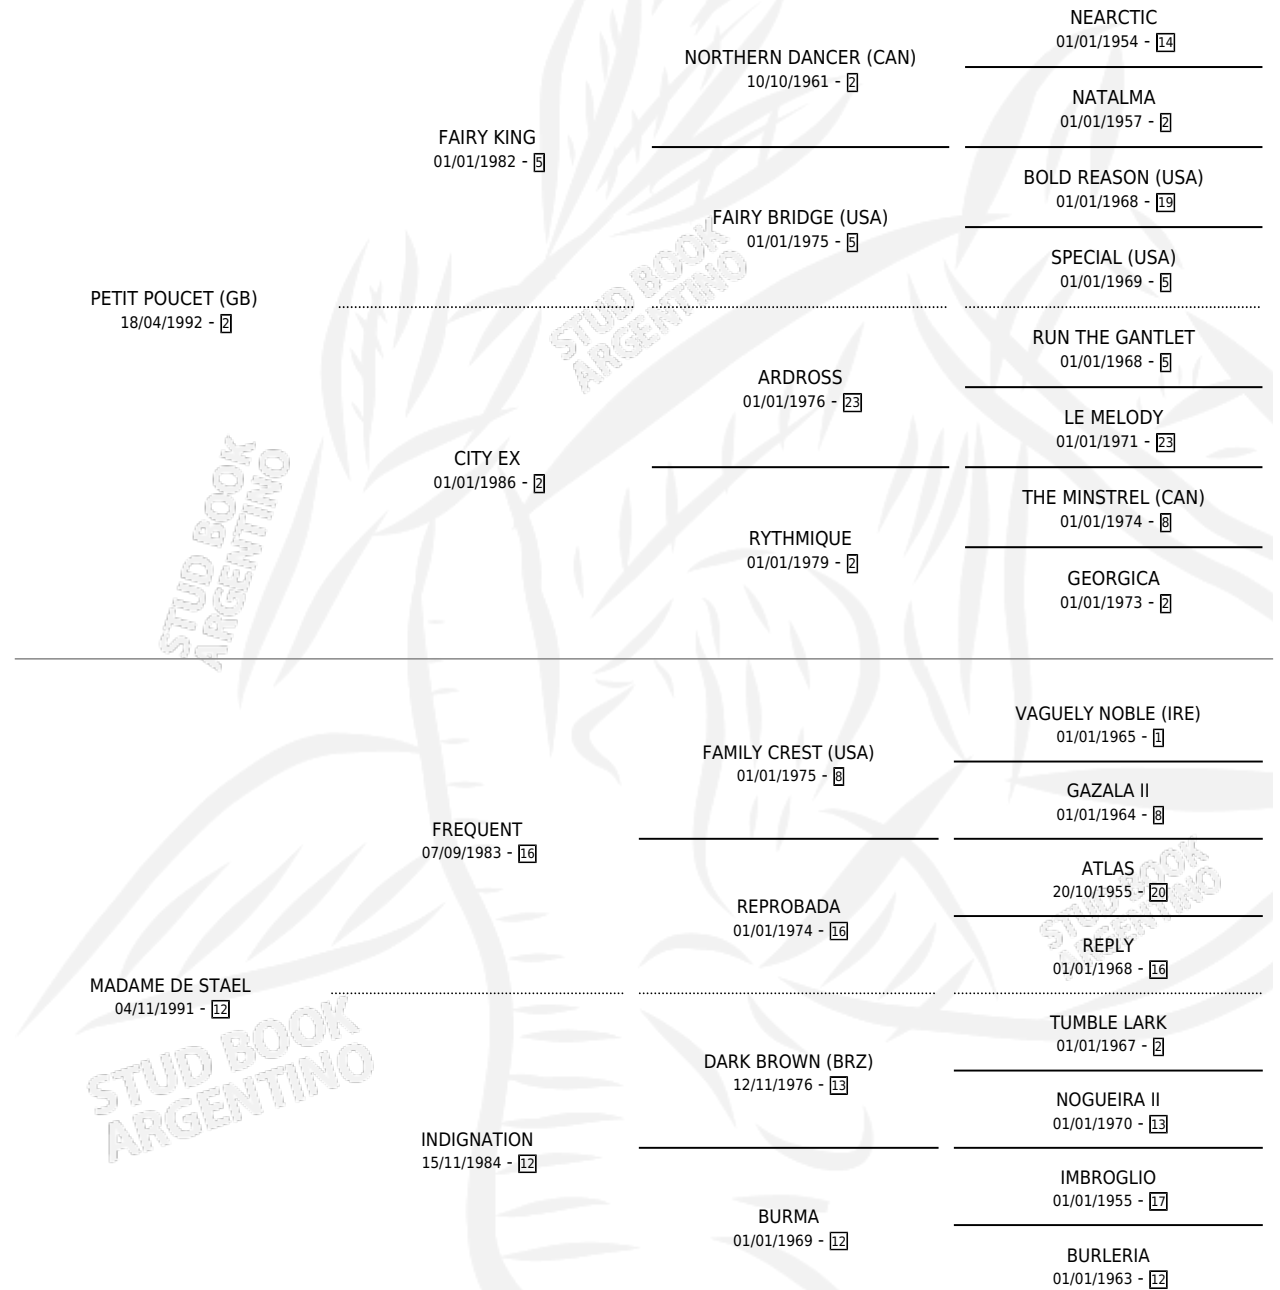 NEARCTIC
01/01/1954 - 14
NORTHERN DANCER (CAN)
10/10/1961 - 2
NATALMA
01/01/1957 - 2
FAIRY KING
01/01/1982 - 5
BOLD REASON (USA)
01/01/1968 - 19
FAIRY BRIDGE (USA)
01/01/1975 - 5
SPECIAL (USA)
01/01/1969 - 5
PETIT POUCET (GB)
18/04/1992 - 2
STUD BOOK
ARGENTINO
RUN THE GANTLET
01/01/1968 - 5
ARDROSS
01/01/1976 - 23
LE MELODY
01/01/1971 - 23
CITY EX
01/01/1986 - 2
THE MINSTREL (CAN)
01/01/1974 - 8
RYTHMIQUE
01/01/1979 - 2
GEORGICA
01/01/1973 - 2
STUD BOOK
ARGENTINO
VAGUELY NOBLE (IRE)
01/01/1965 - 1
FAMILY CREST (USA)
01/01/1975 - 8
GAZALA II
01/01/1964 - 8
FREQUENT
07/09/1983 - 16
ATLAS
20/10/1955 - 20
REPROBADA
01/01/1974 - 16
STUD BOOK
ARGENTINO
REPLY
01/01/1968 - 16
MADAME DE STAEL
04/11/1991 - 12
TUMBLE LARK
01/01/1967 - 2
DARK BROWN (BRZ)
12/11/1976 - 13
STUD BOOK
ARGENTINO
NOGUEIRA II
01/01/1970 - 13
INDIGNATION
15/11/1984 - 12
IMBROGLIO
01/01/1955 - 17
BURMA
01/01/1969 - 12
BURLERIA
01/01/1963 - 12